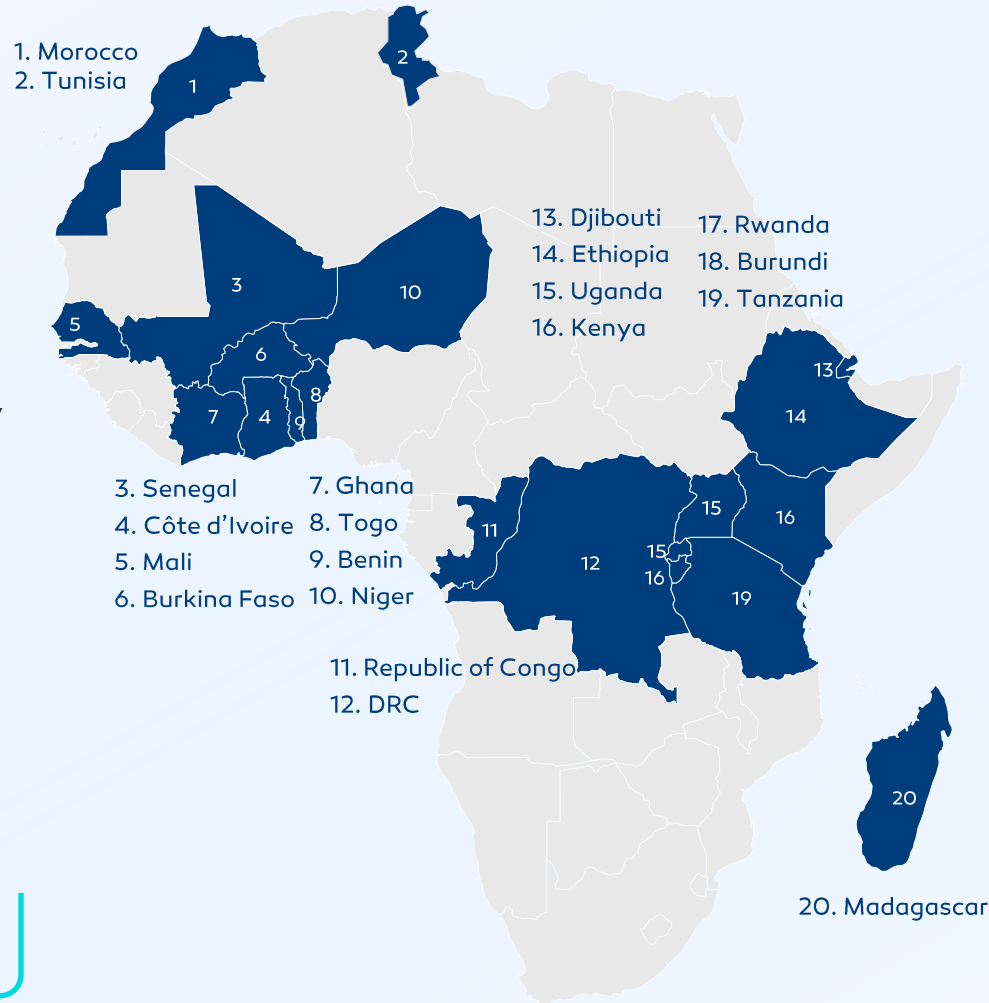 1. Morocco
2. Tunisia
1
2
13. Djibouti
14. Ethiopia
15. Uganda
16. Kenya
17. Rwanda
18. Burundi
19. Tanzania
3
10
5
6
13
8
7
4
9
14
3. Senegal
4. Côte d’Ivoire
5. Mali
6. Burkina Faso
7. Ghana
8. Togo
9. Benin
10. Niger
11
12
15
16
15
16
19
11. Republic of Congo
12. DRC
20
20. Madagascar